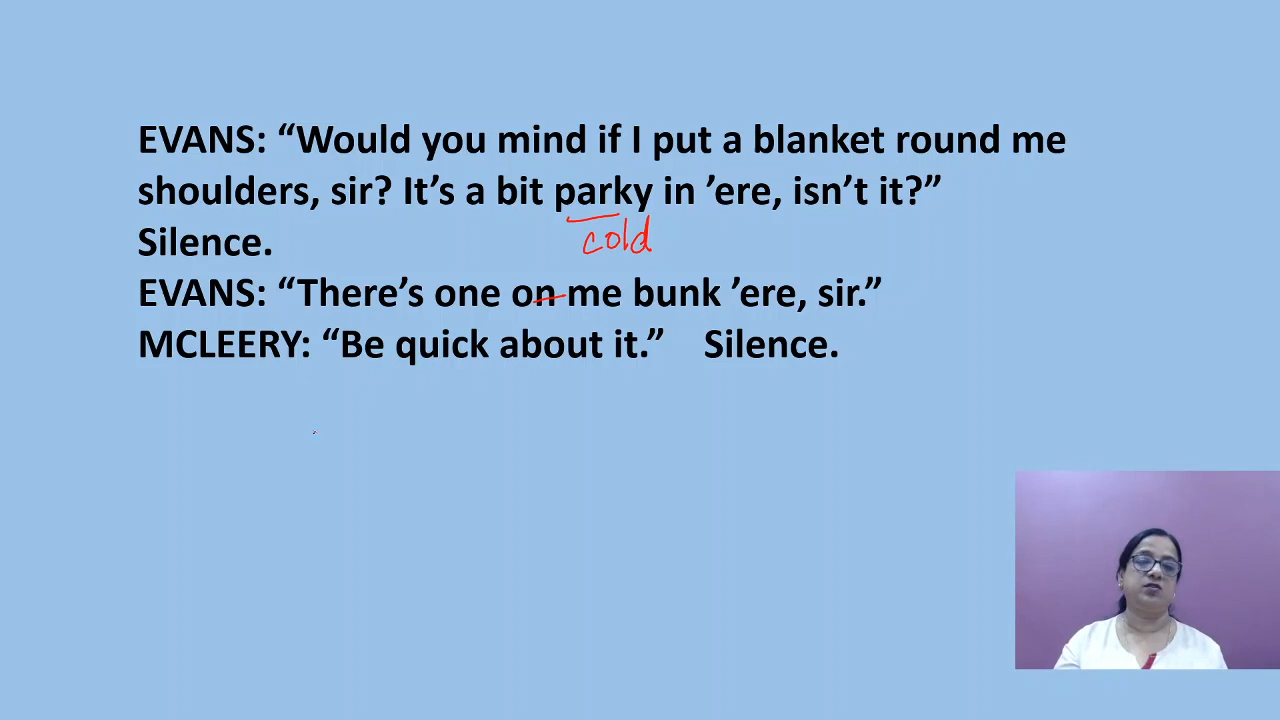 EVANS: “Would you mind if I put a blanket round me
shoulders, sir? It’s a bit parky in ’ere, isn’t it?”
cold
Silence.
EVANS: “There’s one on me bunk ’ere, sir.”
MCLEERY: “Be quick about it.” Silence.